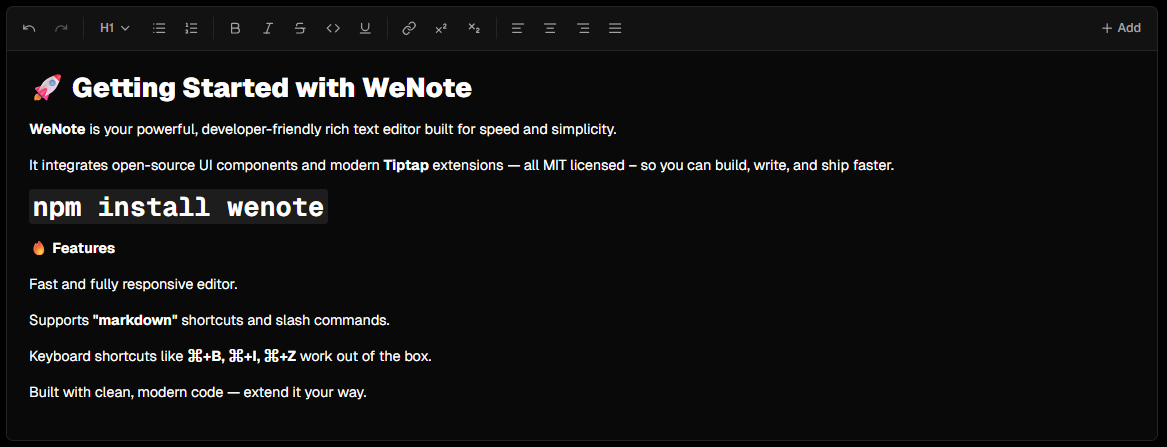 H1
+ Add
🚀 Getting Started with WeNote
WeNote is your powerful, developer-friendly rich text editor built for speed and simplicity.
It integrates open-source UI components and modern Tiptap extensions — all MIT licensed – so you can build, write, and ship faster.
npm install wenote
🔥 Features
Fast and fully responsive editor.
Supports "markdown" shortcuts and slash commands.
Keyboard shortcuts like ⌘+B, ⌘+I, ⌘+Z work out of the box.
Built with clean, modern code — extend it your way.